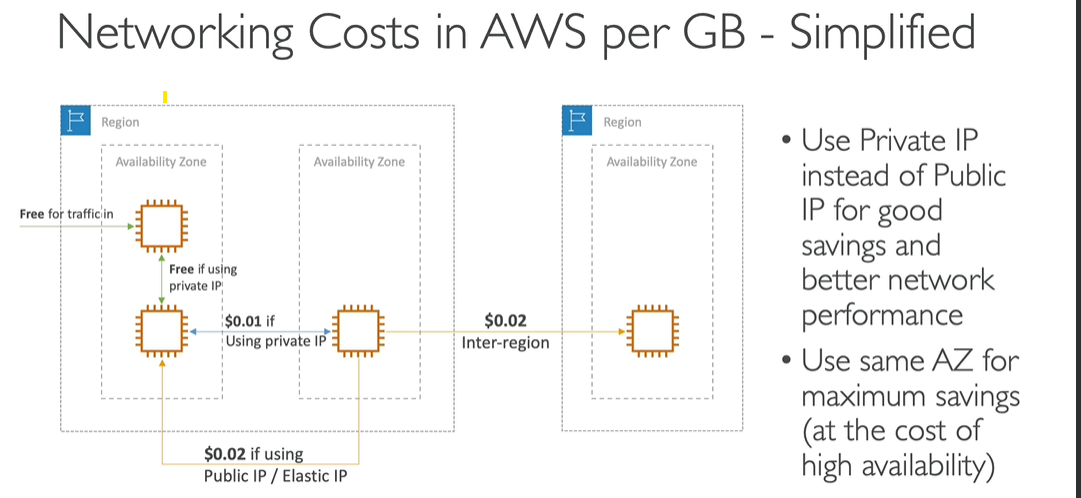 Networking Costs in AWS per GB - Simplified
Region
Availability Zone
Availability Zone
Free for traffic in
Free if using
private IP
$0.01 if
Using private IP
$0.02 if using
Public IP / Elastic IP
$0.02
Inter-region
Region
Availability Zone
• Use Private IP
instead of Public
IP for good
savings and
better network
performance
• Use same AZ for
maximum savings
(at the cost of
high availability)